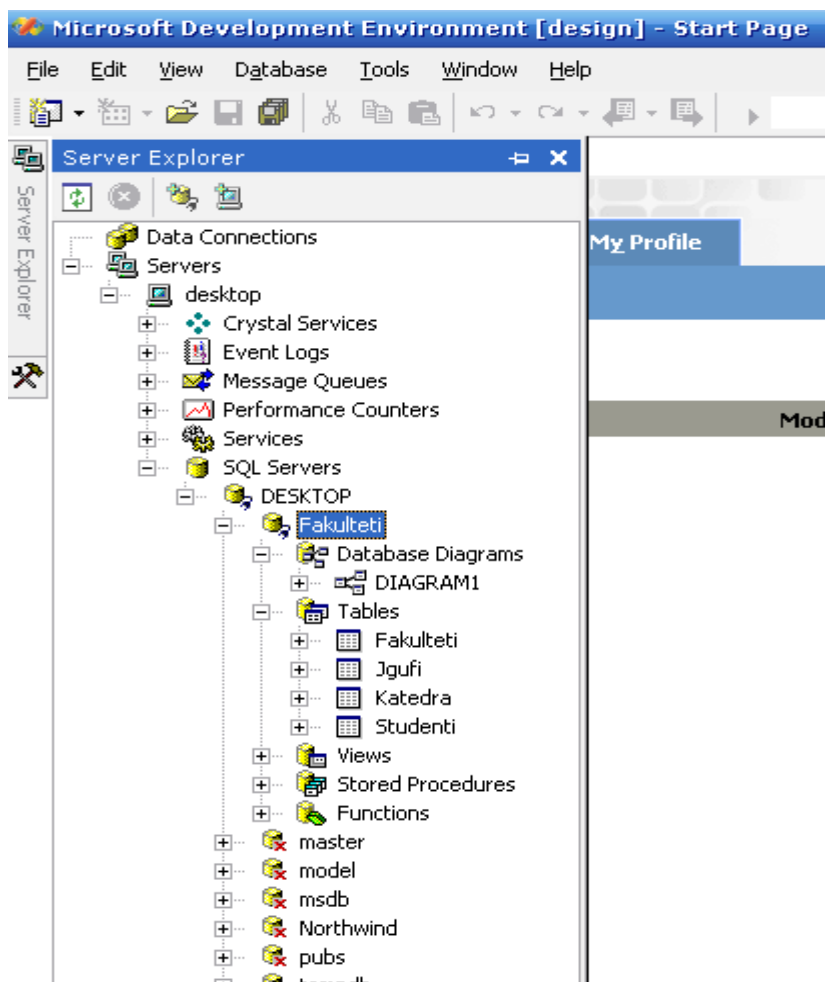 Microsoft Development Environment [design] - Start Page
File Edit View Database Tools Window Help
Server Explorer
Server Explorer
Data Connections
My Profile
Servers
desktop
Crystal Services
Event Logs
Message Queues
Performance Counters
Mod
Services
SQL Servers
DESKTOP
Fakulteti
Database Diagrams
DIAGRAM1
Tables
Fakulteti
Jgufi
Katedra
Studenti
Views
Stored Procedures
Functions
master
model
msdb
Northwind
pubs